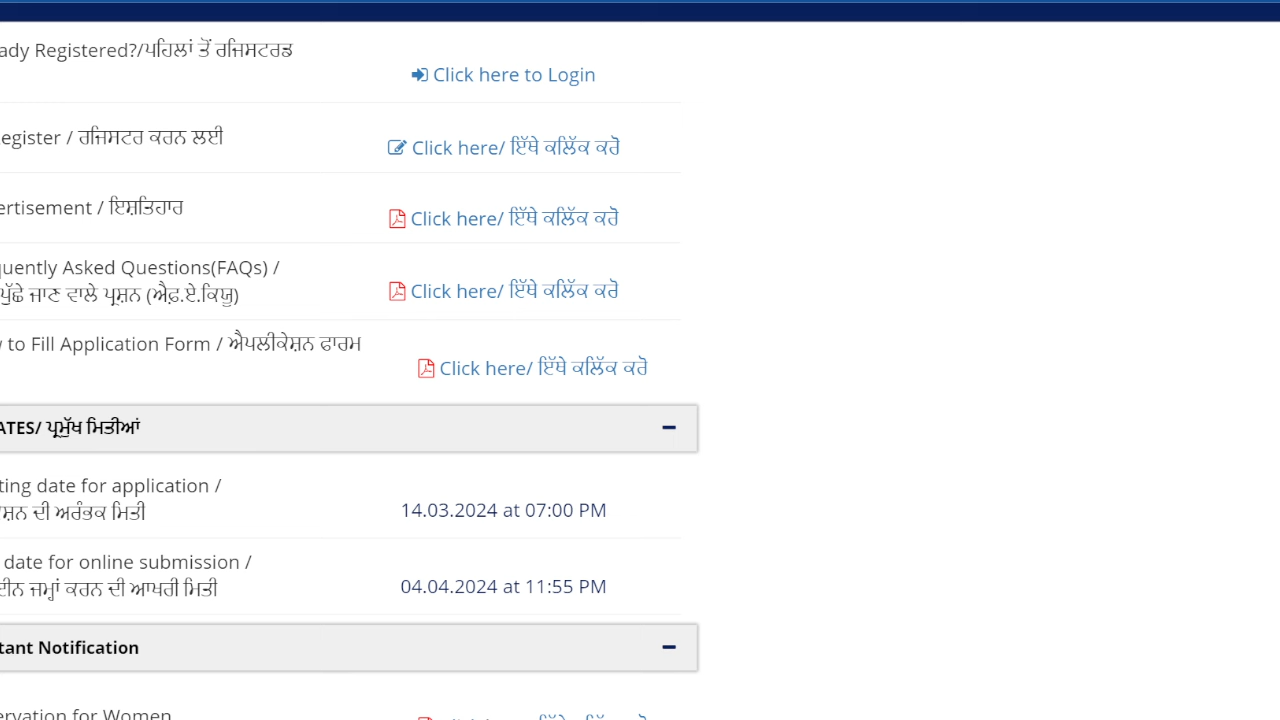 ady Registered?/ਪਹਿਲਾਂ ਤੋਂ ਰਜਿਸਟਰਡ
Click here to Login
egister / ਰਜਿਸਟਰ ਕਰਨ ਲਈ
Click here/ ਇੱਥੇ ਕਲਿੱਕ ਕਰੋ
ertisement / ਇਸ਼ਤਿਹਾਰ
Click here/ ਇੱਥੇ ਕਲਿੱਕ ਕਰੋ
quently Asked Questions(FAQs) /
ਪੁੱਛੇ ਜਾਣ ਵਾਲੇ ਪ੍ਰਸ਼ਨ (ਐਫ਼.ਏ.ਕਿਯੂ)
Click here/ ਇੱਥੇ ਕਲਿੱਕ ਕਰੋ
to Fill Application Form / ਐਪਲੀਕੇਸ਼ਨ ਫਾਰਮ
Click here/ ਇੱਥੇ ਕਲਿੱਕ ਕਰੋ
ATES/ ਪ੍ਰਮੁੱਖ ਮਿਤੀਆਂ
ting date for application /
ਸ਼ਨ ਦੀ ਅਰੰਭਕ ਮਿਤੀ
14.03.2024 at 07:00 PM
date for online submission /
ਈਨ ਜਮ੍ਹਾਂ ਕਰਨ ਦੀ ਆਖਰੀ ਮਿਤੀ
04.04.2024 at 11:55 PM
tant Notification
ervation for Women